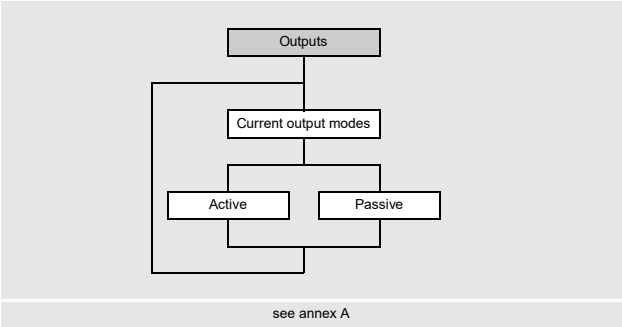 Outputs
Current output modes
Active
Passive
see annex A